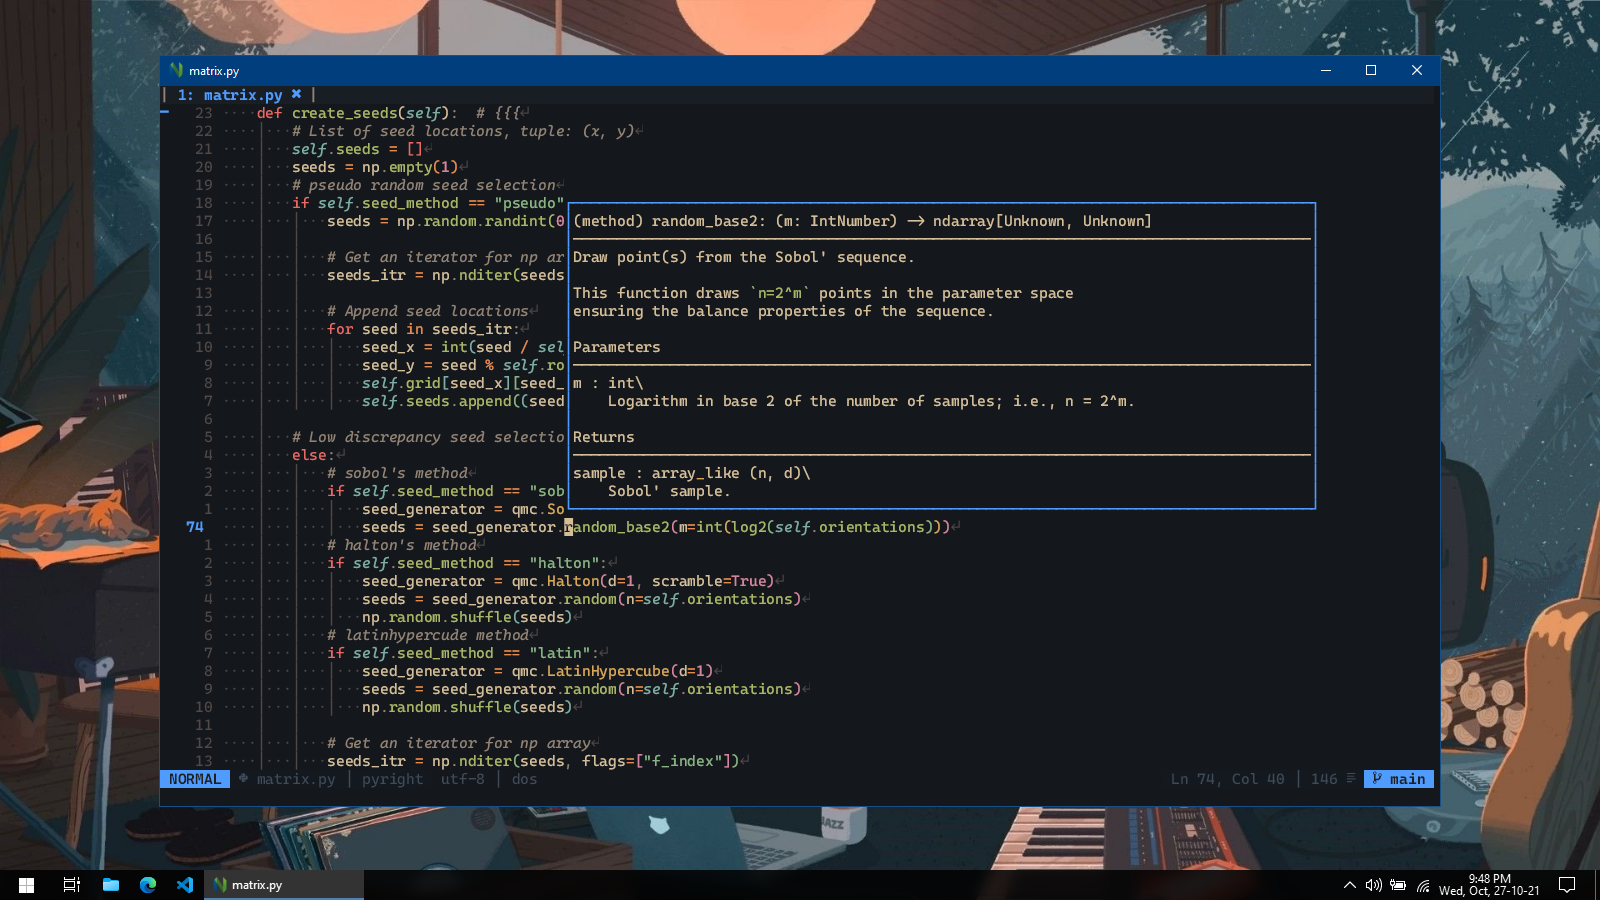 matrix.py
1: matrix.py ✖
23 def create_seeds(self):  # {{{
22 # List of seed locations, tuple: (x, y)
21 self.seeds = []
20 seeds = np.empty(1)
19 # pseudo random seed selection
18 if self.seed_method == "pseudo"
17 seeds = np.random.randint(0
16
15 # Get an iterator for np ar
14 seeds_itr = np.nditer(seeds
13
12 # Append seed locations
11 for seed in seeds_itr:
10 seed_x = int(seed / sel
9 seed_y = seed % self.ro
8 self.grid[seed_x][seed_
7 self.seeds.append((seed
6
5 # Low discrepancy seed selectio
4 else:
3 # sobol's method
2 if self.seed_method == "sob
1 seed_generator = qmc.So
(method) random_base2: (m: IntNumber) -> ndarray[Unknown, Unknown]
Draw point(s) from the Sobol' sequence.
This function draws `n=2^m` points in the parameter space
ensuring the balance properties of the sequence.
Parameters
m : int\
Logarithm in base 2 of the number of samples; i.e., n = 2^m.
Returns
sample : array_like (n, d)\
Sobol' sample.
74 seeds = seed_generator.random_base2(m=int(log2(self.orientations)))
1 # halton's method
2 if self.seed_method == "halton":
3 seed_generator = qmc.Halton(d=1, scramble=True)
4 seeds = seed_generator.random(n=self.orientations)
5 np.random.shuffle(seeds)
6 # latinhypercude method
7 if self.seed_method == "latin":
8 seed_generator = qmc.LatinHypercube(d=1)
9 seeds = seed_generator.random(n=self.orientations)
10 np.random.shuffle(seeds)
11
12 # Get an iterator for np array
13 seeds_itr = np.nditer(seeds, flags=["f_index"])
NORMAL matrix.py | pyright utf-8 | dos Ln 74, Col 40 | 146 main
JAZZ
matrix.py
9:48 PM
Wed, Oct, 27-10-21